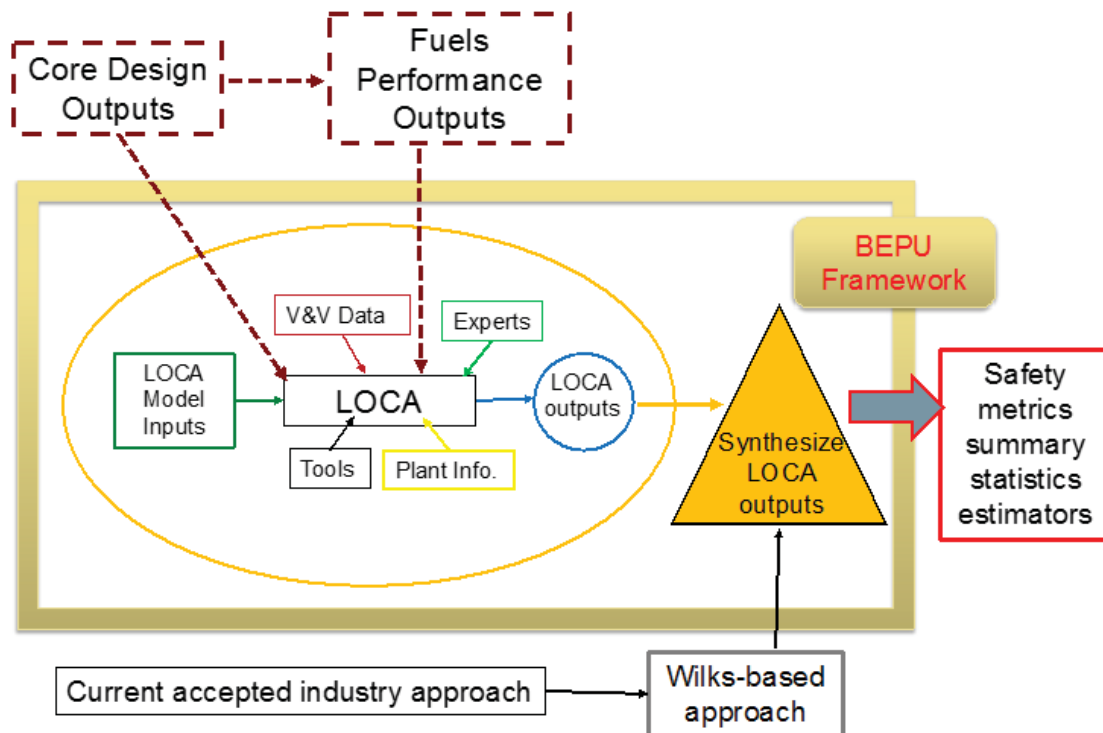 Core Design
Outputs
Fuels
Performance
Outputs
BEPU
Framework
V&V Data
Experts
LOCA
Model
Inputs
LOCA
LOCA
outputs
Tools
Plant Info.
Synthesize
LOCA
outputs
Safety
metrics
summary
statistics
estimators
Current accepted industry approach
Wilks-based
approach